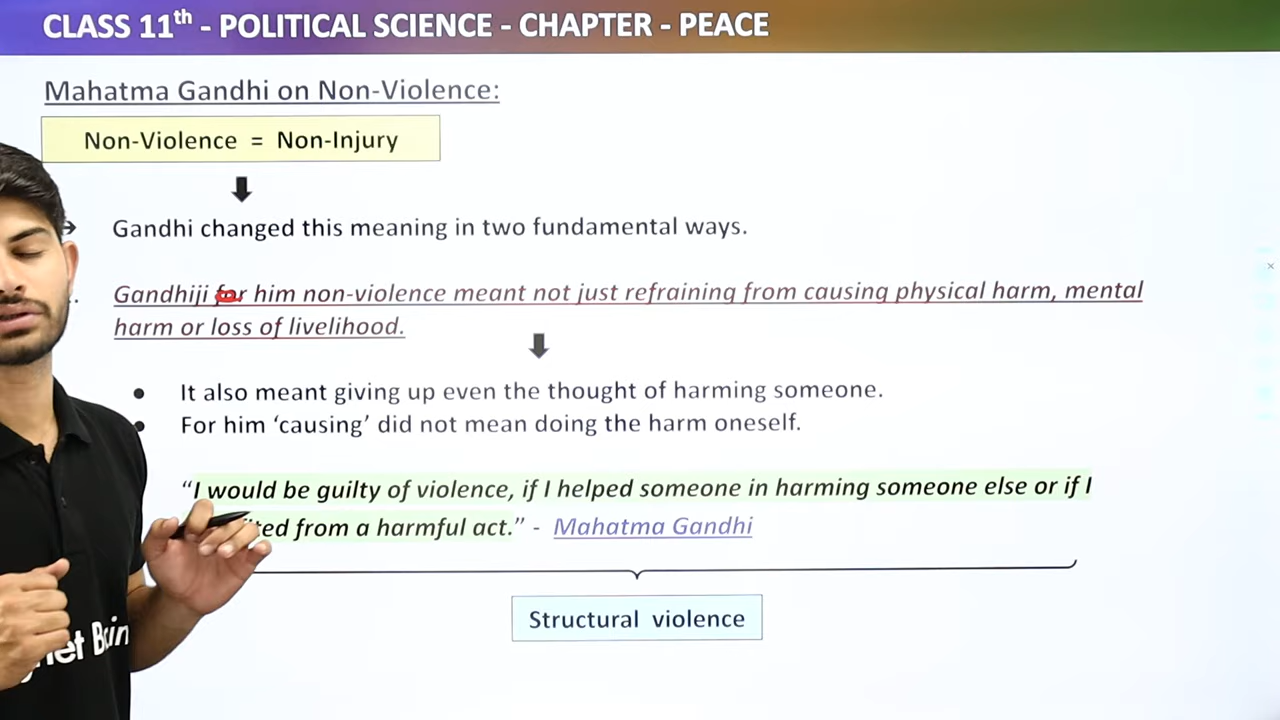 CLASS 11th - POLITICAL SCIENCE - CHAPTER - PEACE
Mahatma Gandhi on Non-Violence:
Non-Violence = Non-Injury
Gandhi changed this meaning in two fundamental ways.
Gandhiji for him non-violence meant not just refraining from causing physical harm, mental
harm or loss of livelihood.
It also meant giving up even the thought of harming someone.
For him ‘causing’ did not mean doing the harm oneself.
“I would be guilty of violence, if I helped someone in harming someone else or if I
from a harmful act.” - Mahatma Gandhi
Structural violence